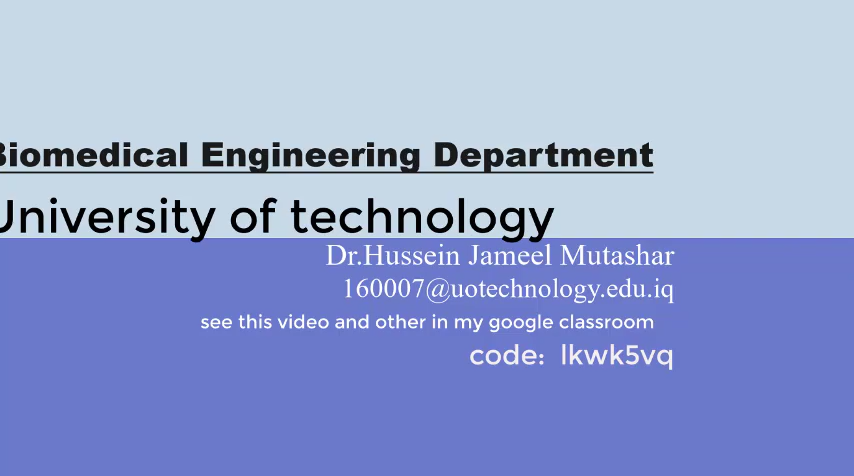 Biomedical Engineering Department
University of technology
Dr.Hussein Jameel Mutashar
160007@uotechnology.edu.iq
see this video and other in my google classroom
code: lkwk5vq